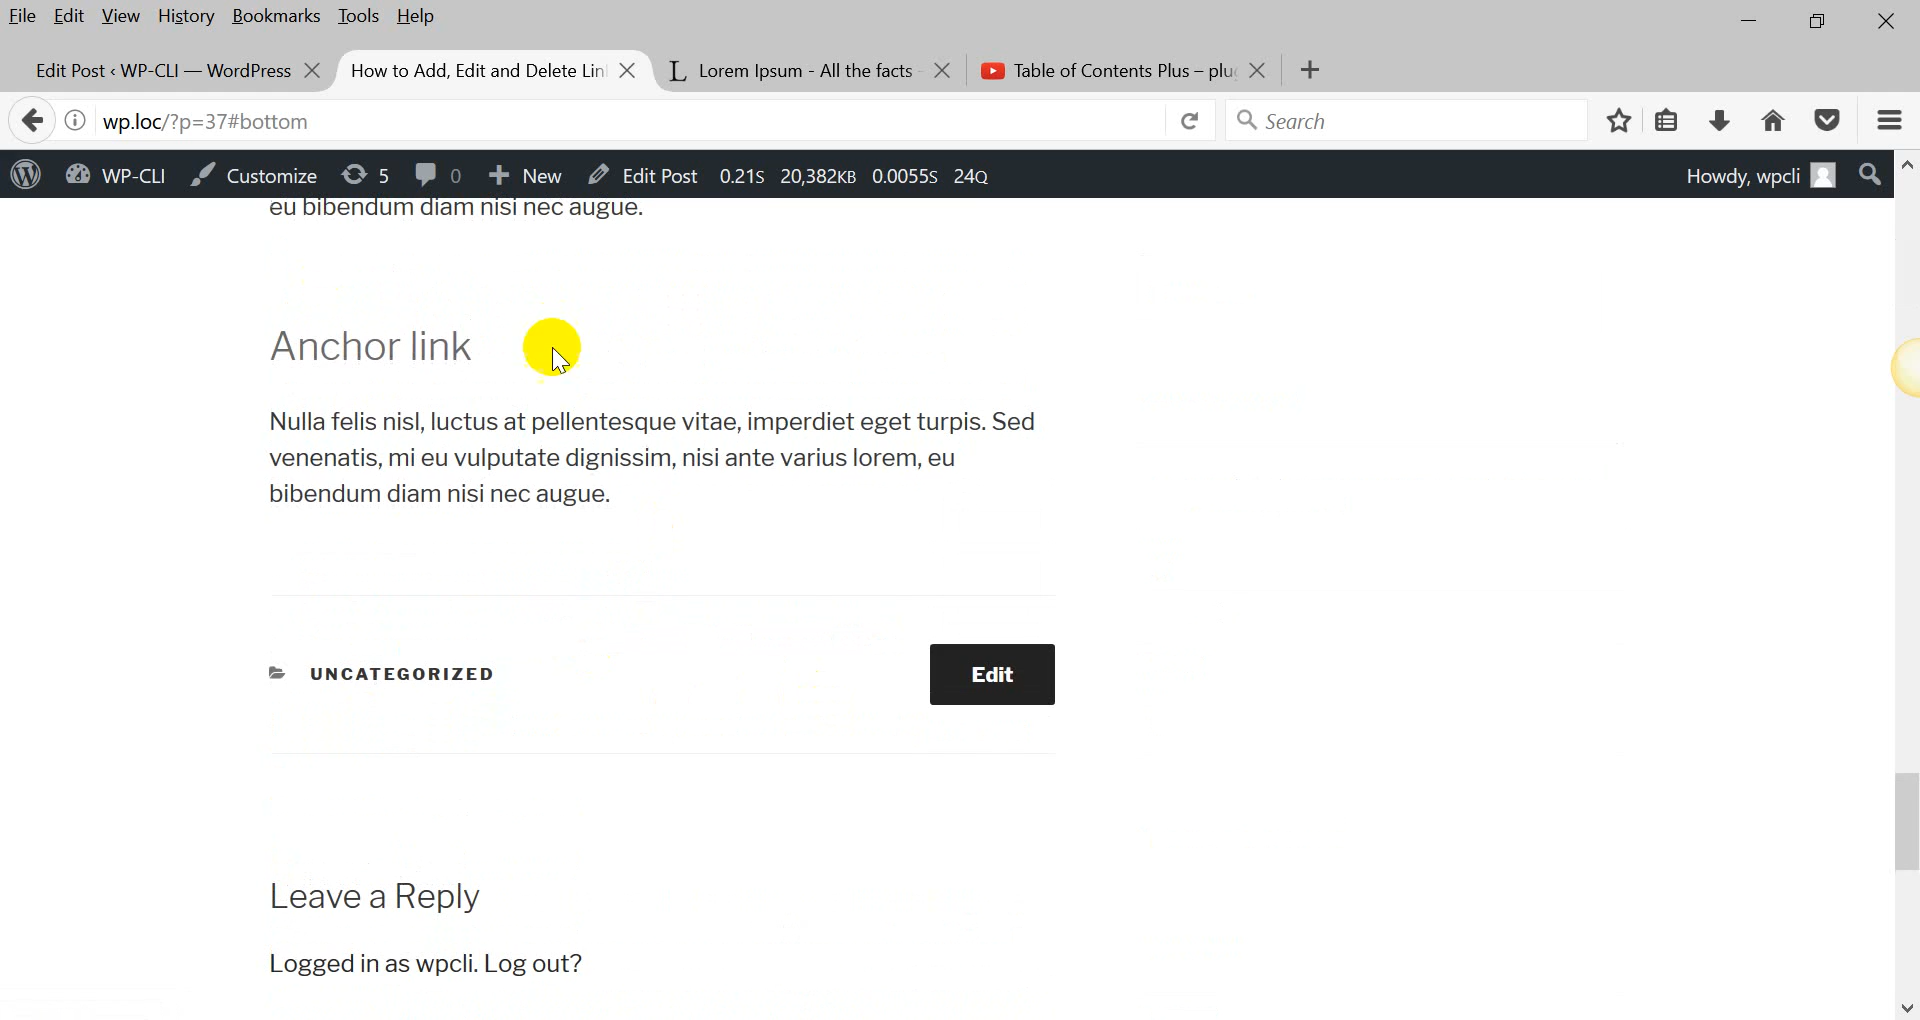 File Edit View History Bookmarks Tools Help
Edit Post ‹ WP-CLI — WordPress How to Add, Edit and Delete Lin L Lorem Ipsum - All the facts - Table of Contents Plus – plu
wp.loc/?p=37#bottom Search
WP-CLI Customize 5 0 New Edit Post 0.21S 20,382KB 0.0055S 24Q Howdy, wpcli
eu bibendum diam nisi nec augue.
Anchor link
Nulla felis nisl, luctus at pellentesque vitae, imperdiet eget turpis. Sed
venenatis, mi eu vulputate dignissim, nisi ante varius lorem, eu
bibendum diam nisi nec augue.
UNCATEGORIZED Edit
Leave a Reply
Logged in as wpcli. Log out?